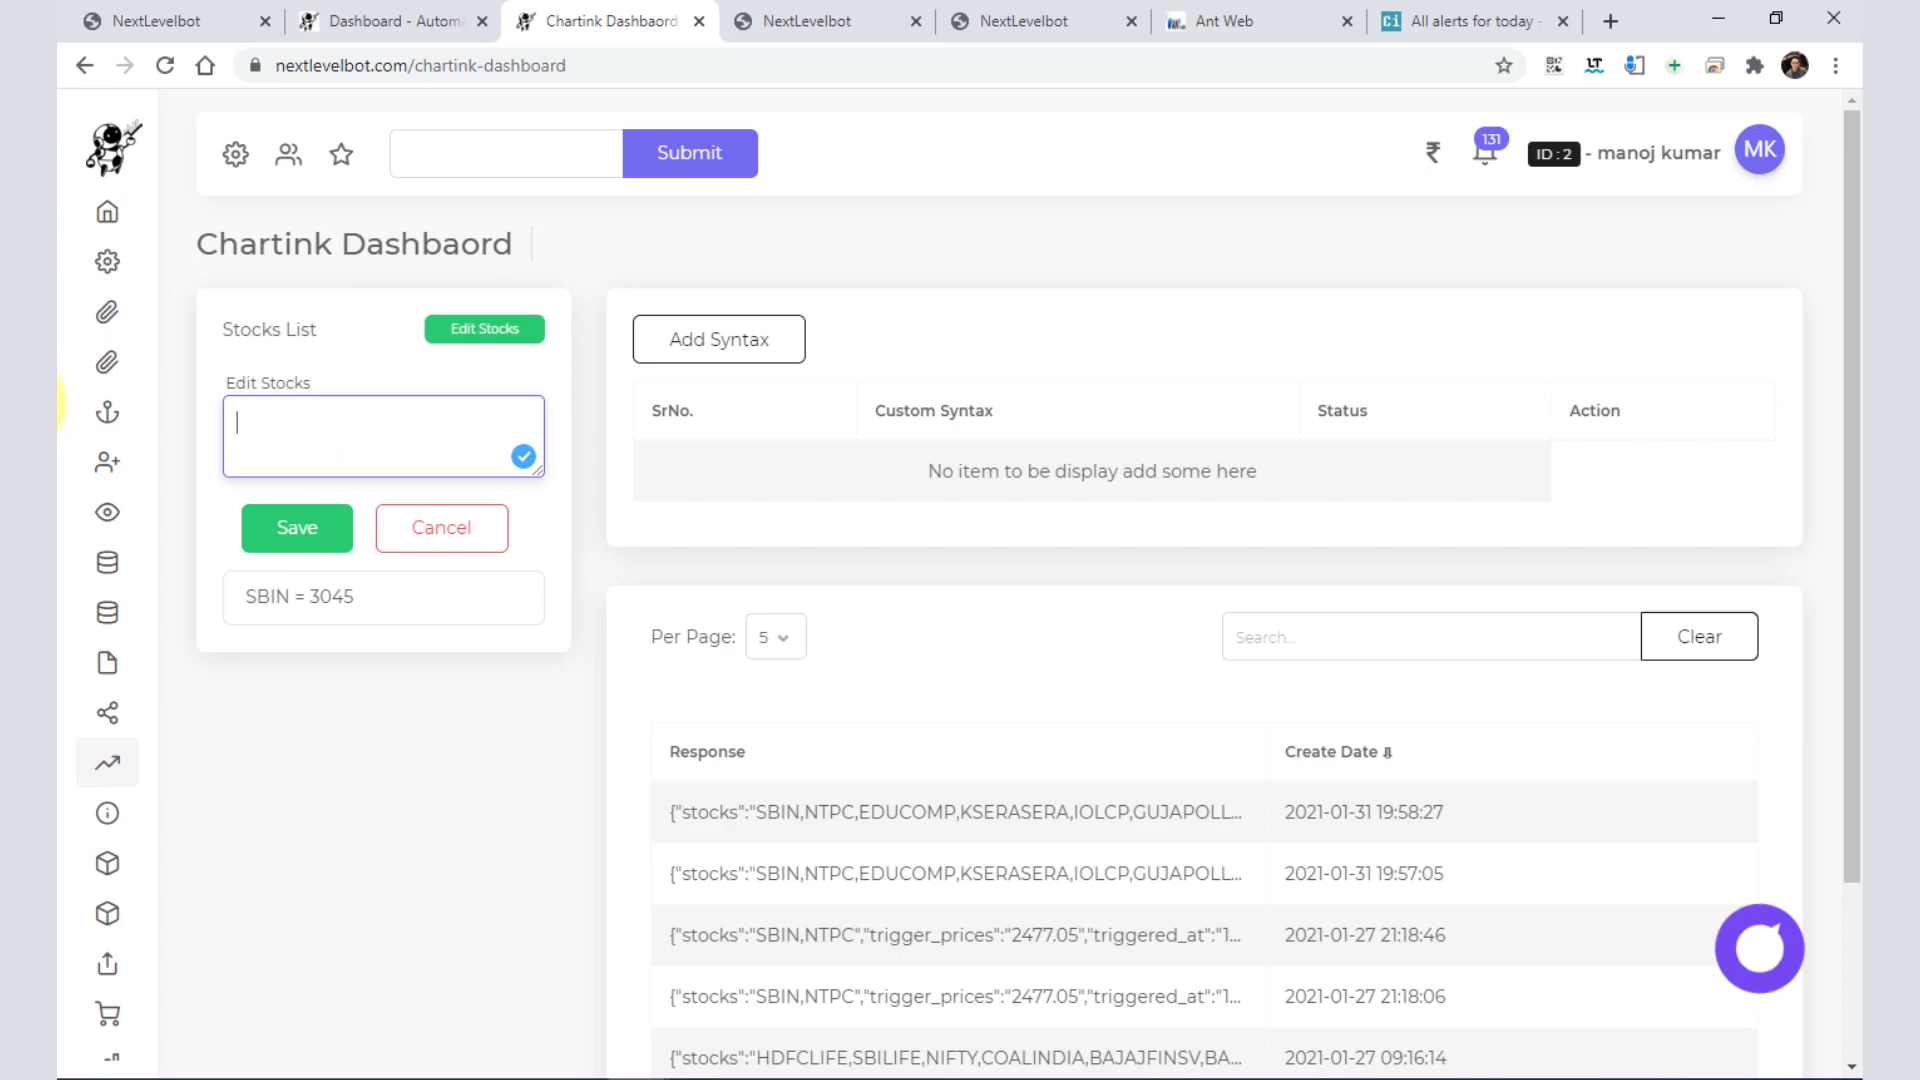 NextLevelbot
Dashboard - Automa
Chartink Dashbaord
NextLevelbot
NextLevelbot
Ant Web
Ci All alerts for today -
nextlevelbot.com/chartink-dashboard
LT
Submit
131
ID : 2 - manoj kumar
MK
Chartink Dashbaord
Stocks List
Edit Stocks
Edit Stocks
Save
Cancel
SBIN = 3045
Add Syntax
SrNo. Custom Syntax Status Action
No item to be display add some here
Per Page: 5
Search...
Clear
Response Create Date
{"stocks":"SBIN,NTPC,EDUCOMP,KSERASERA,IOLCP,GUJAPOLL... 2021-01-31 19:58:27
{"stocks":"SBIN,NTPC,EDUCOMP,KSERASERA,IOLCP,GUJAPOLL... 2021-01-31 19:57:05
{"stocks":"SBIN,NTPC","trigger_prices":"2477.05","triggered_at":"1... 2021-01-27 21:18:46
{"stocks":"SBIN,NTPC","trigger_prices":"2477.05","triggered_at":"1... 2021-01-27 21:18:06
{"stocks":"HDFCLIFE,SBILIFE,NIFTY,COALINDIA,BAJAJFINSV,BA... 2021-01-27 09:16:14